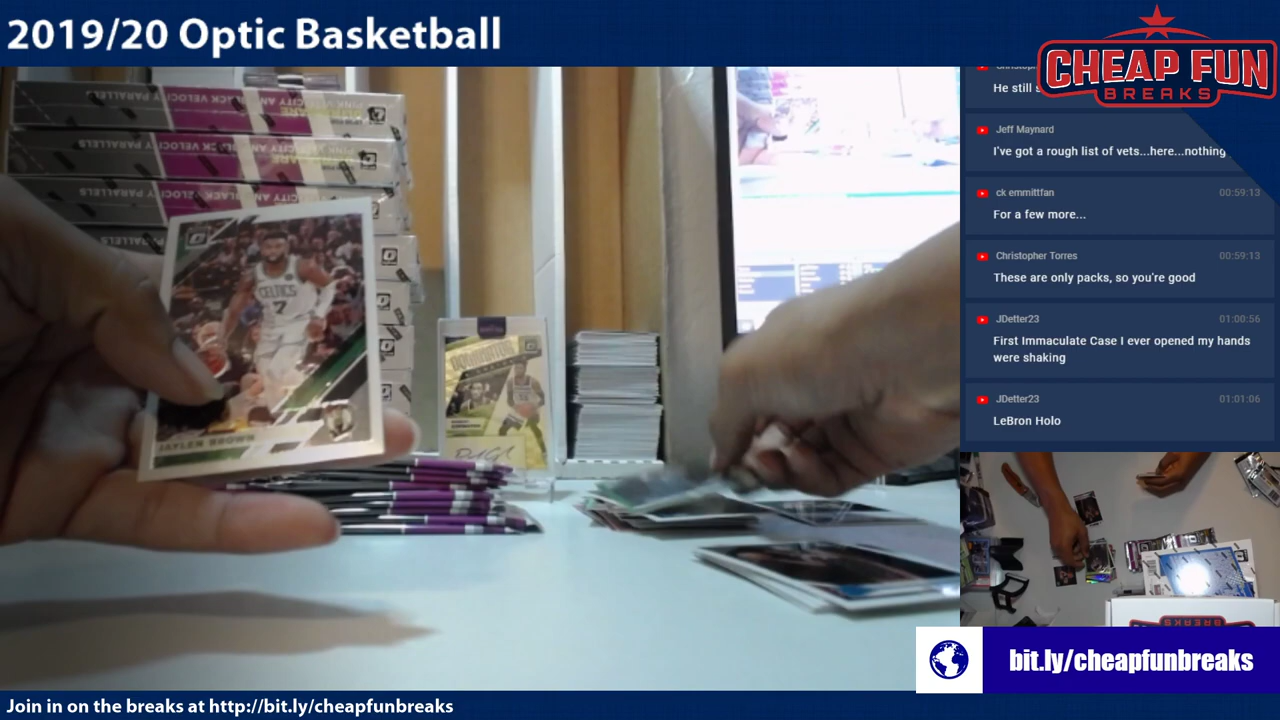 2019/20 Optic Basketball
CHEAP FUN
BREAKS
He still
Jeff Maynard
I've got a rough list of vets...here...nothing
ck emmittfan 00:59:13
For a few more...
Christopher Torres 00:59:13
These are only packs, so you're good
JDetter23 01:00:56
First Immaculate Case I ever opened my hands
were shaking
JDetter23 01:01:06
LeBron Holo
CELTICS
7
JAYLEN BROWN
PARALLELS
BREAKS
bit.ly/cheapfunbreaks
Join in on the breaks at http://bit.ly/cheapfunbreaks